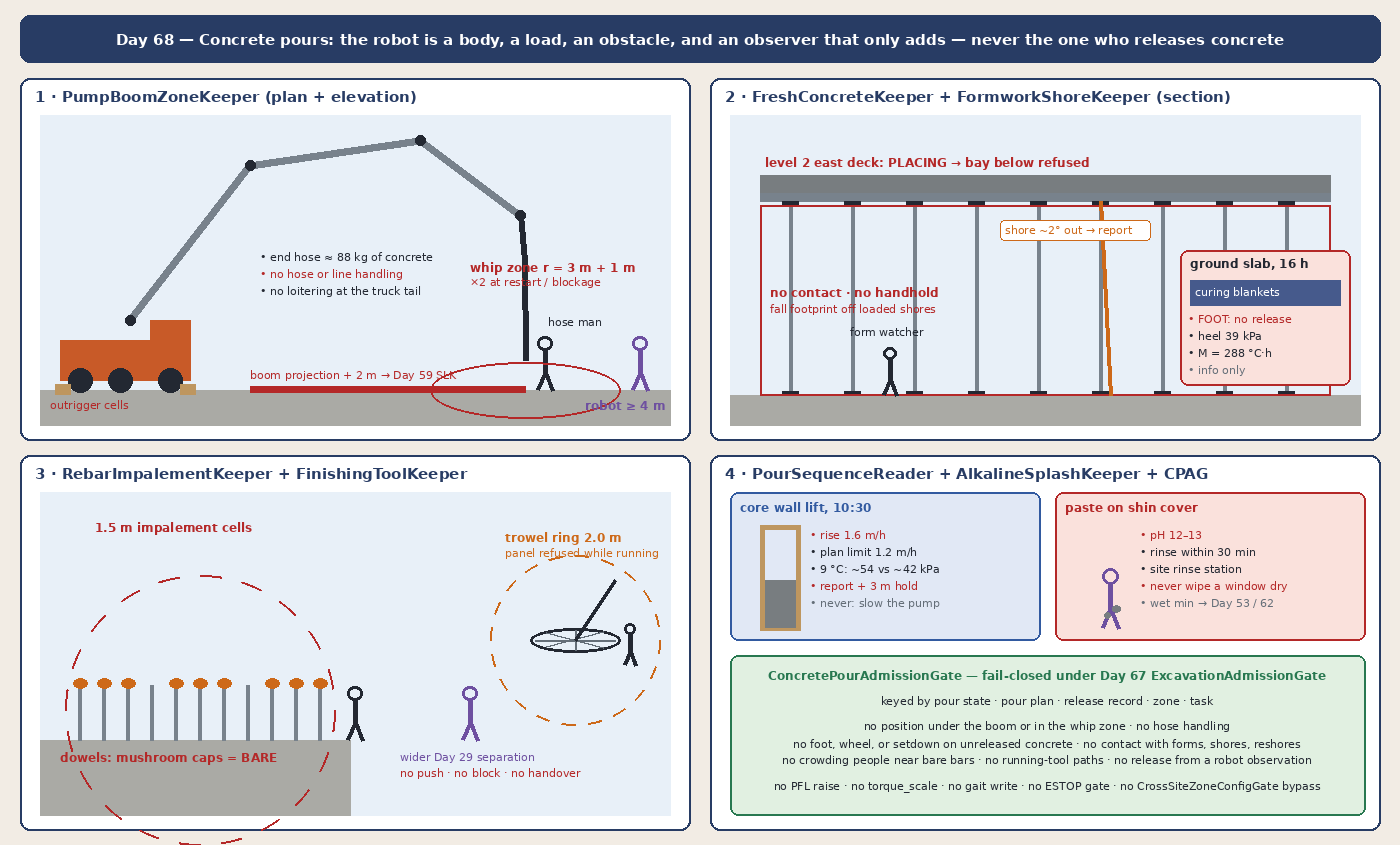 Day 68 — Concrete pours: the robot is a body, a load, an obstacle, and an observer that only adds — never the one who releases concrete
1 · PumpBoomZoneKeeper (plan + elevation)
• end hose ≈ 88 kg of concrete
• no hose or line handling
• no loitering at the truck tail
whip zone r = 3 m + 1 m
×2 at restart / blockage
hose man
boom projection + 2 m → Day 59 SLK
outrigger cells
robot ≥ 4 m
2 · FreshConcreteKeeper + FormworkShoreKeeper (section)
level 2 east deck: PLACING → bay below refused
shore ~2° out → report
no contact · no handhold
fall footprint off loaded shores
form watcher
ground slab, 16 h
curing blankets
• FOOT: no release
• heel 39 kPa
• M = 288 °C·h
• info only
3 · RebarImpalementKeeper + FinishingToolKeeper
1.5 m impalement cells
trowel ring 2.0 m
panel refused while running
dowels: mushroom caps = BARE
wider Day 29 separation
no push · no block · no handover
4 · PourSequenceReader + AlkalineSplashKeeper + CPAG
core wall lift, 10:30
• rise 1.6 m/h
• plan limit 1.2 m/h
• 9 °C: ~54 vs ~42 kPa
• report + 3 m hold
• never: slow the pump
paste on shin cover
• pH 12–13
• rinse within 30 min
• site rinse station
• never wipe a window dry
• wet min → Day 53 / 62
ConcretePourAdmissionGate — fail-closed under Day 67 ExcavationAdmissionGate
keyed by pour state · pour plan · release record · zone · task
no position under the boom or in the whip zone · no hose handling
no foot, wheel, or setdown on unreleased concrete · no contact with forms, shores, reshores
no crowding people near bare bars · no running-tool paths · no release from a robot observation
no PFL raise · no torque_scale · no gait write · no ESTOP gate · no CrossSiteZoneConfigGate bypass